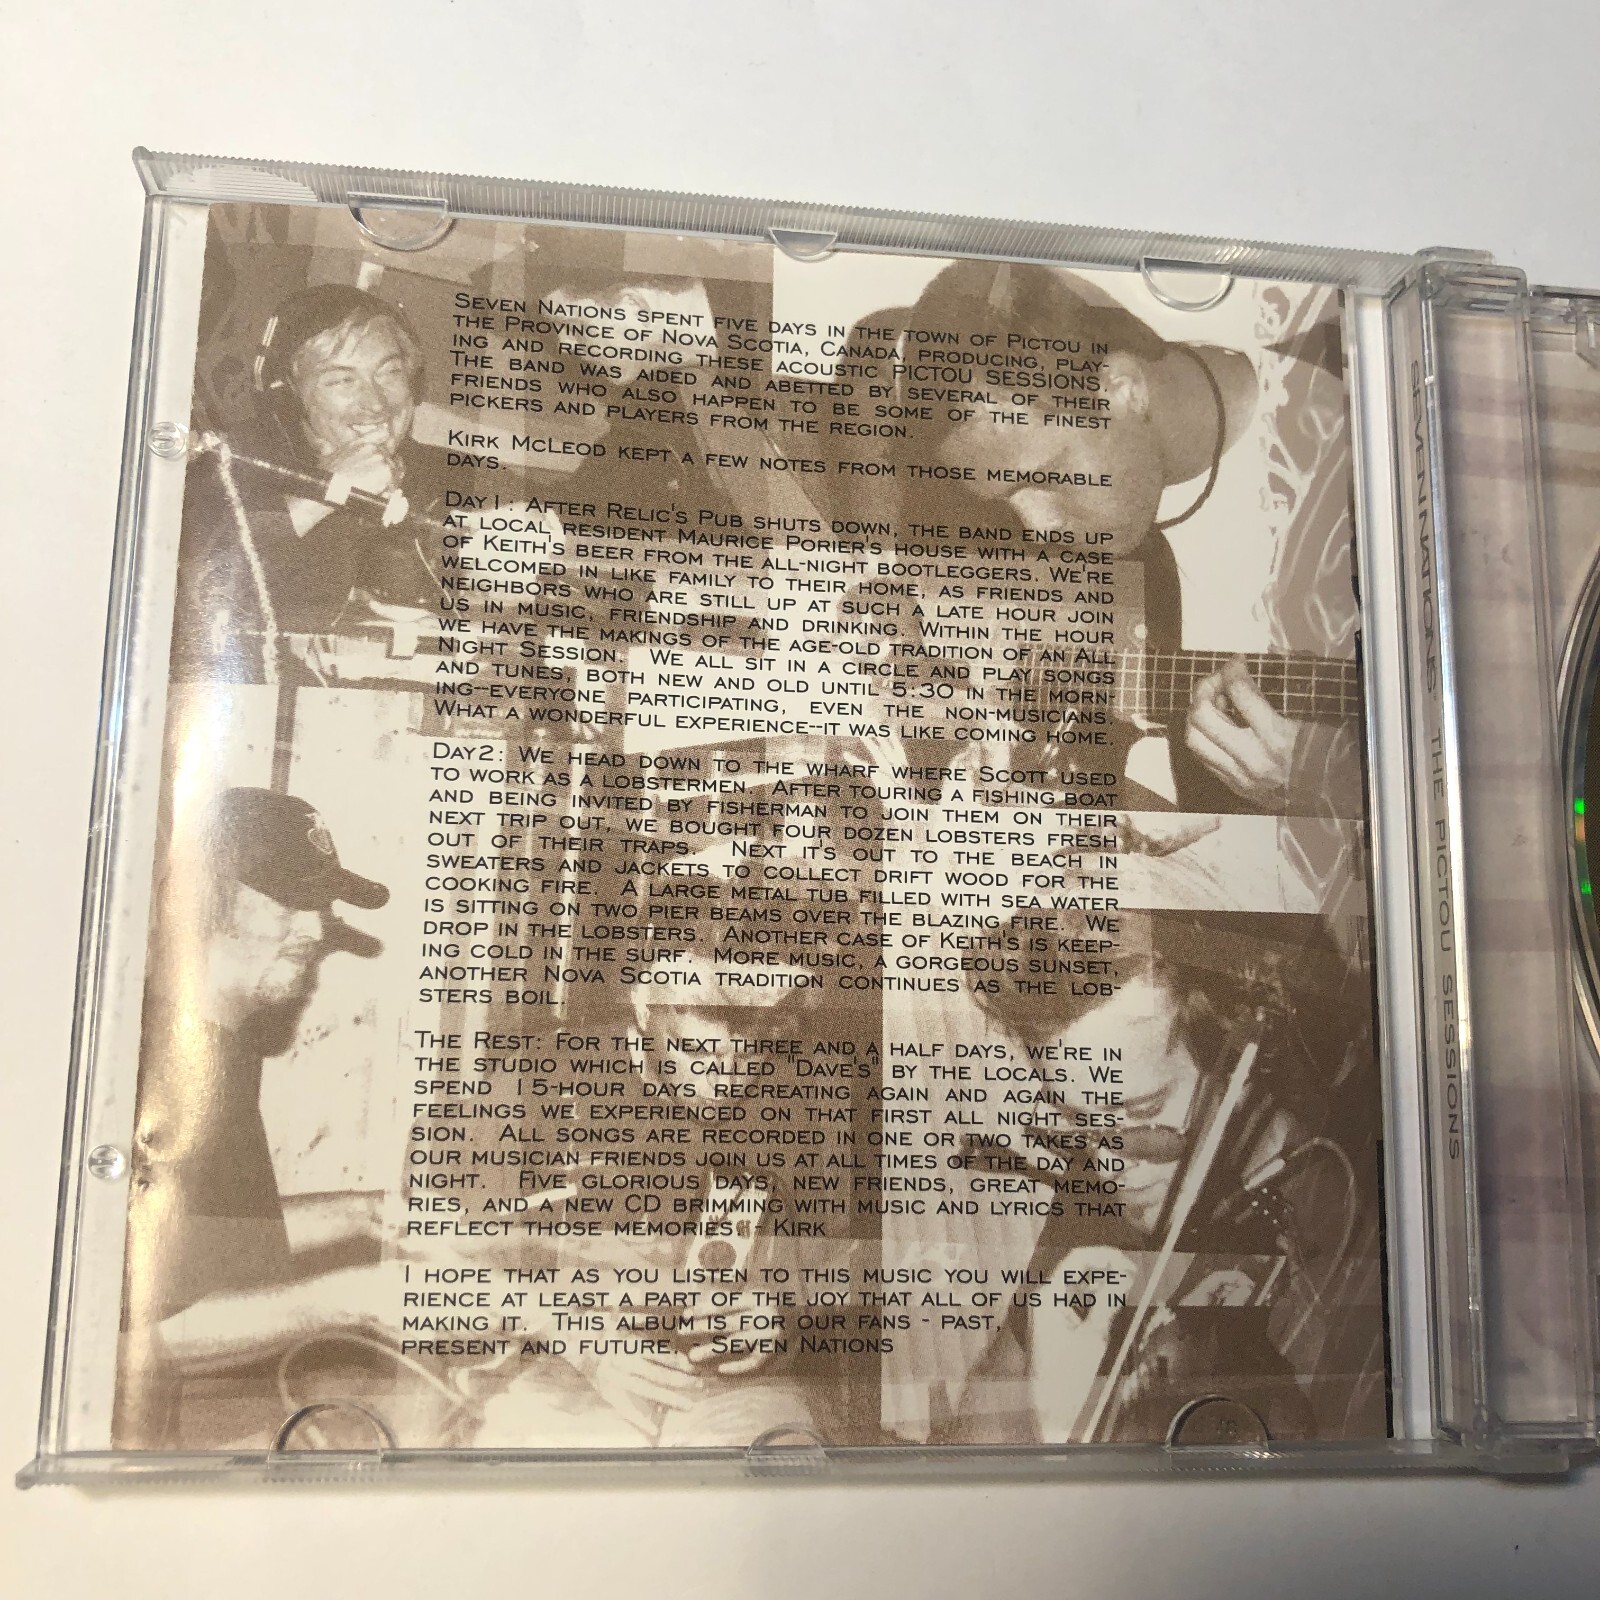 SEVEN NATIONS SPENT FIVE DAYS IN THE TOWN OF PICTOU IN
THE PROVINCE OF NOVA SCOTIA, CANADA, PRODUCING, PLAY-
ING AND RECORDING THESE ACOUSTIC PICTOU SESSIONS.
THE BAND WAS AIDED AND ABETTED BY SEVERAL OF THEIR
FRIENDS WHO ALSO HAPPEN TO BE SOME OF THE FINEST
PICKERS AND PLAYERS FROM THE REGION.
KIRK MCLEOD KEPT A FEW NOTES FROM THOSE MEMORABLE
DAYS.
DAY 1: AFTER RELIC'S PUB SHUTS DOWN, THE BAND ENDS UP
AT LOCAL RESIDENT MAURICE PORIER'S HOUSE WITH A CASE
OF KEITH'S BEER FROM THE ALL-NIGHT BOOTLEGGERS. WE'RE
WELCOMED IN LIKE FAMILY TO THEIR HOME, AS FRIENDS AND
NEIGHBORS WHO ARE STILL UP AT SUCH A LATE HOUR JOIN
US IN MUSIC, FRIENDSHIP AND DRINKING. WITHIN THE HOUR
WE HAVE THE MAKINGS OF THE AGE-OLD TRADITION OF AN ALL
NIGHT SESSION. WE ALL SIT IN A CIRCLE AND PLAY SONGS
AND TUNES, BOTH NEW AND OLD UNTIL 5:30 IN THE MORN-
ING--EVERYONE PARTICIPATING, EVEN THE NON-MUSICIANS.
WHAT A WONDERFUL EXPERIENCE--IT WAS LIKE COMING HOME.
DAY2: WE HEAD DOWN TO THE WHARF WHERE SCOTT USED
TO WORK AS A LOBSTERMEN. AFTER TOURING A FISHING BOAT
AND BEING INVITED BY FISHERMAN TO JOIN THEM ON THEIR
NEXT TRIP OUT, WE BOUGHT FOUR DOZEN LOBSTERS FRESH
OUT OF THEIR TRAPS. NEXT IT'S OUT TO THE BEACH IN
SWEATERS AND JACKETS TO COLLECT DRIFT WOOD FOR THE
COOKING FIRE. A LARGE METAL TUB FILLED WITH SEA WATER
IS SITTING ON TWO PIER BEAMS OVER THE BLAZING FIRE. WE
DROP IN THE LOBSTERS. ANOTHER CASE OF KEITH'S IS KEEP-
ING COLD IN THE SURF. MORE MUSIC, A GORGEOUS SUNSET,
ANOTHER NOVA SCOTIA TRADITION CONTINUES AS THE LOB-
STERS BOIL.
THE REST: FOR THE NEXT THREE AND A HALF DAYS, WE'RE IN
THE STUDIO WHICH IS CALLED "DAVE'S" BY THE LOCALS. WE
SPEND 15-HOUR DAYS RECREATING AGAIN AND AGAIN THE
FEELINGS WE EXPERIENCED ON THAT FIRST ALL NIGHT SES-
SION. ALL SONGS ARE RECORDED IN ONE OR TWO TAKES AS
OUR MUSICIAN FRIENDS JOIN US AT ALL TIMES OF THE DAY AND
NIGHT. FIVE GLORIOUS DAYS, NEW FRIENDS, GREAT MEMO-
RIES, AND A NEW CD BRIMMING WITH MUSIC AND LYRICS THAT
REFLECT THOSE MEMORIES. - KIRK
I HOPE THAT AS YOU LISTEN TO THIS MUSIC YOU WILL EXPE-
RIENCE AT LEAST A PART OF THE JOY THAT ALL OF US HAD IN
MAKING IT. THIS ALBUM IS FOR OUR FANS - PAST,
PRESENT AND FUTURE. - SEVEN NATIONS
SEVEN NATIONS THE PICTOU SESSIONS